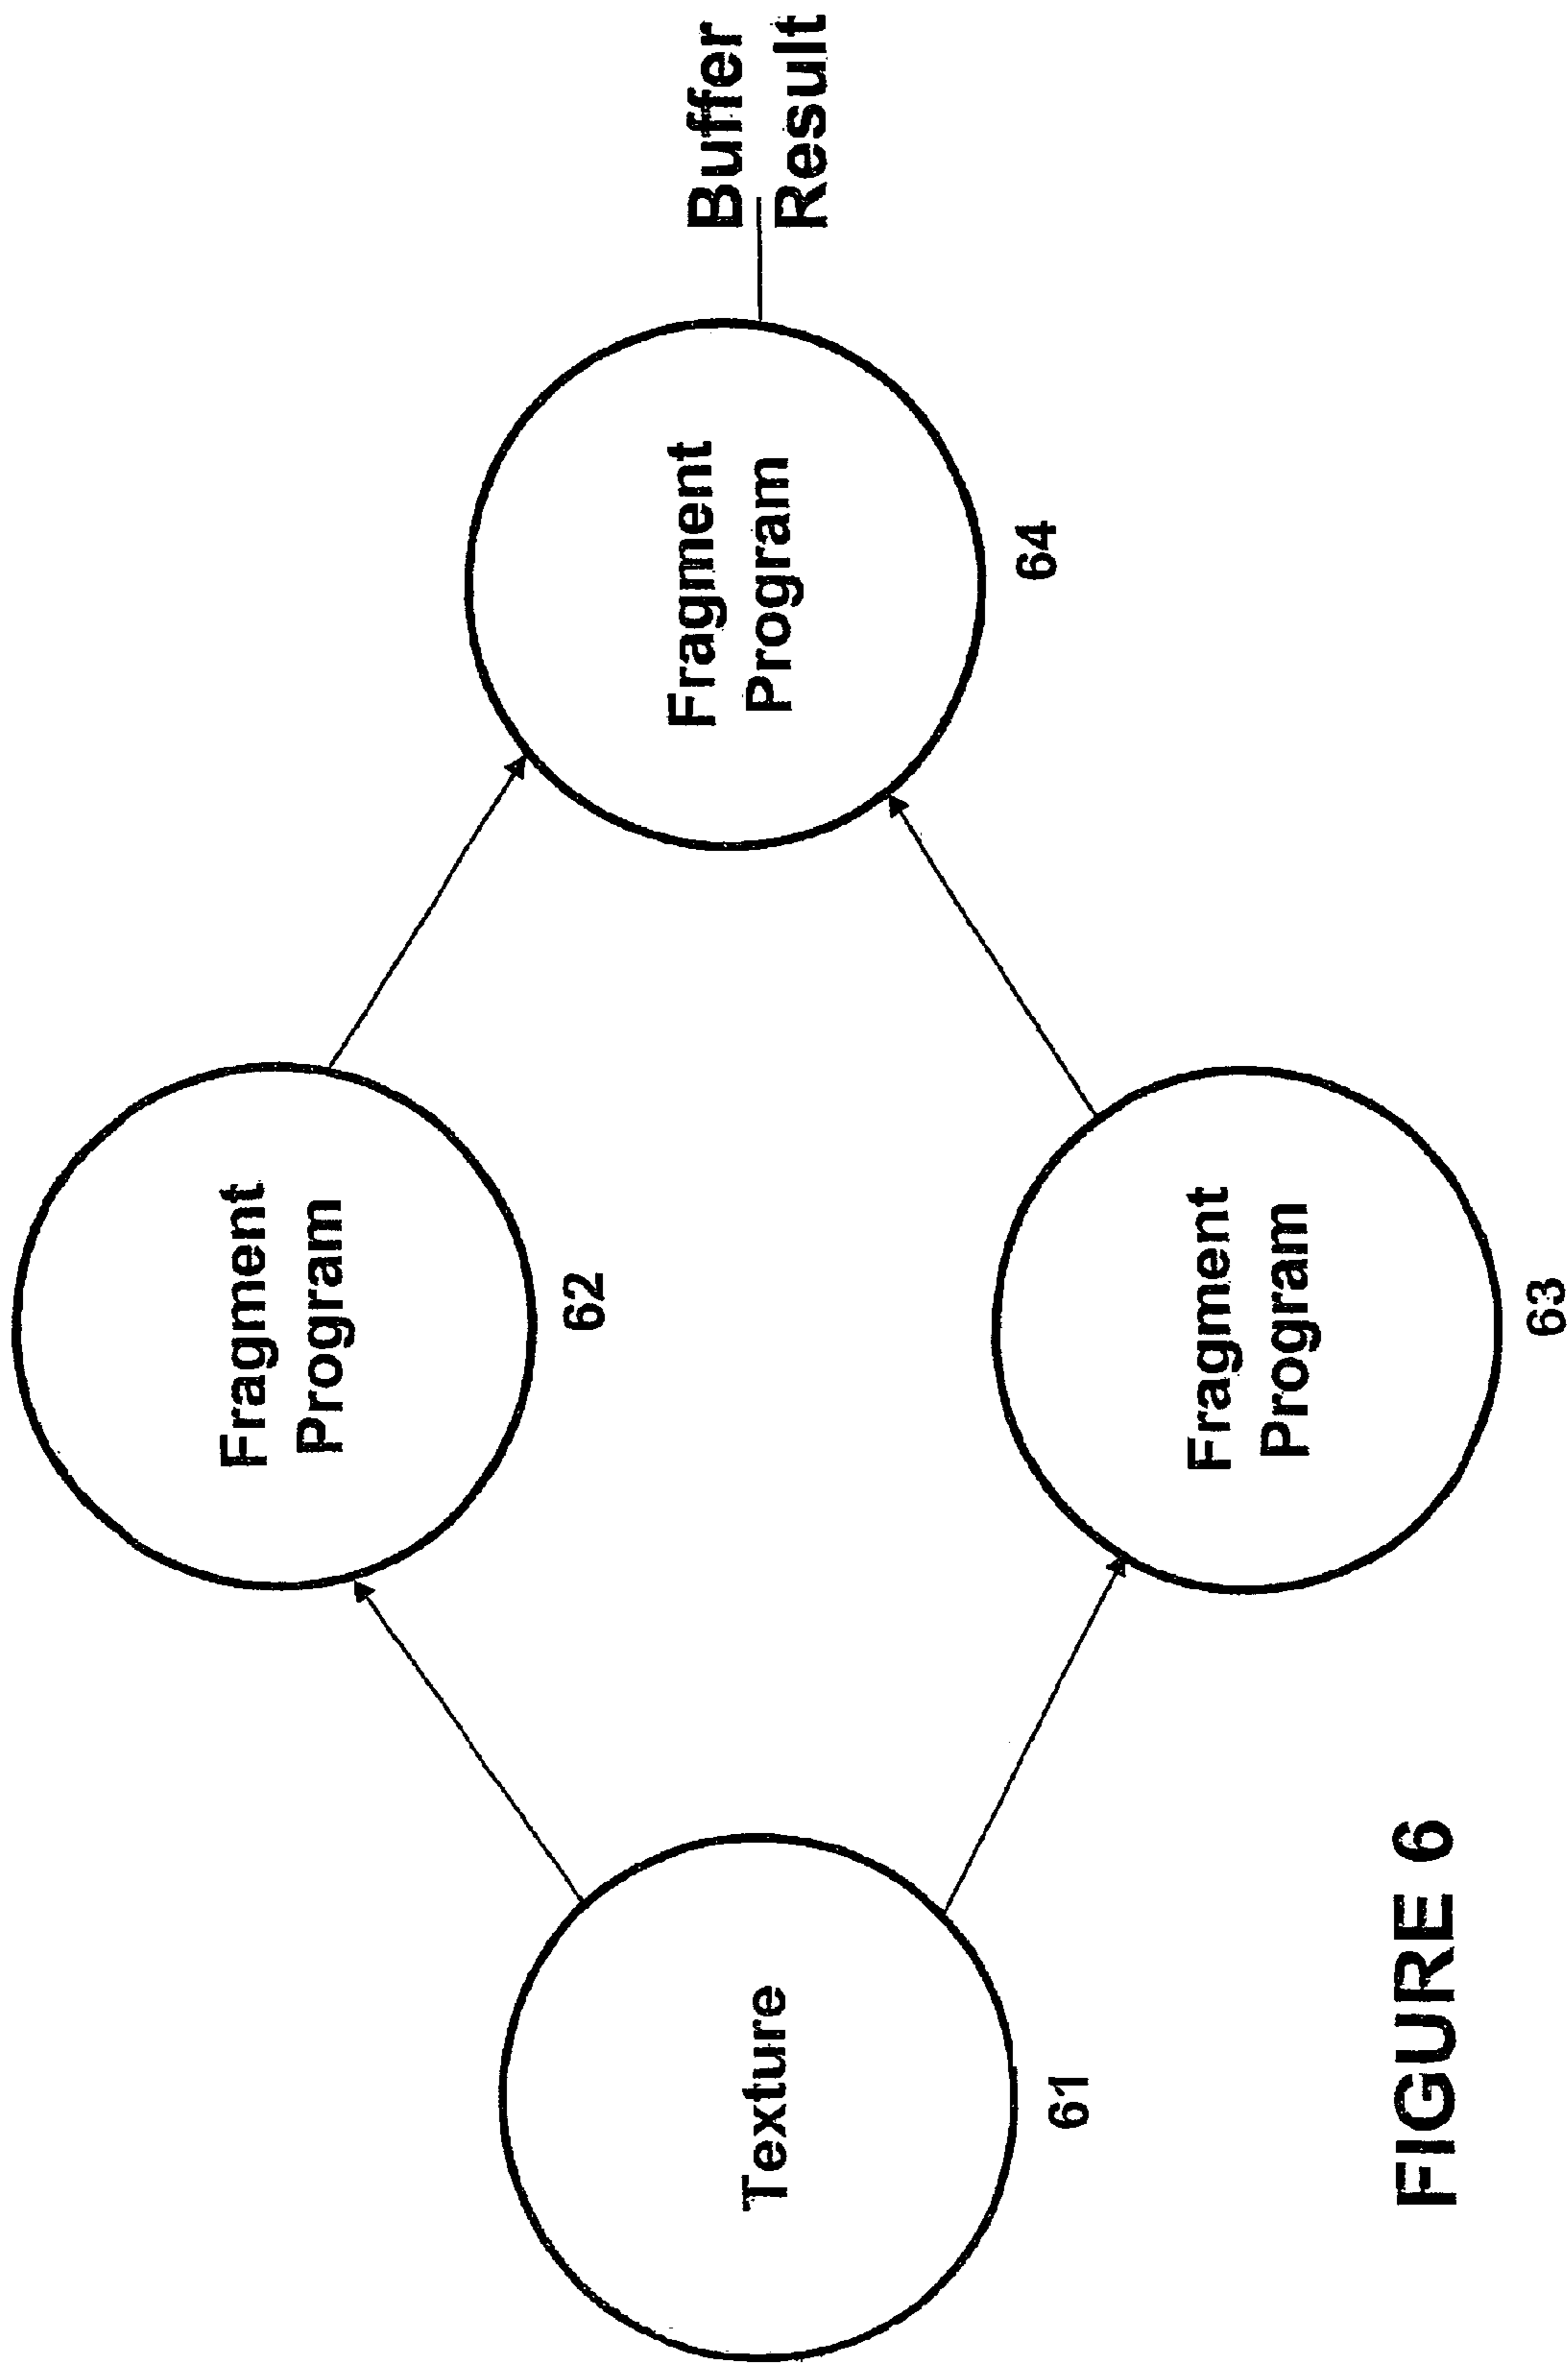 Fragment
Program
62
Texture
61
Fragment
Program
64
Buffer
Result
Fragment
Program
63
FIGURE 6